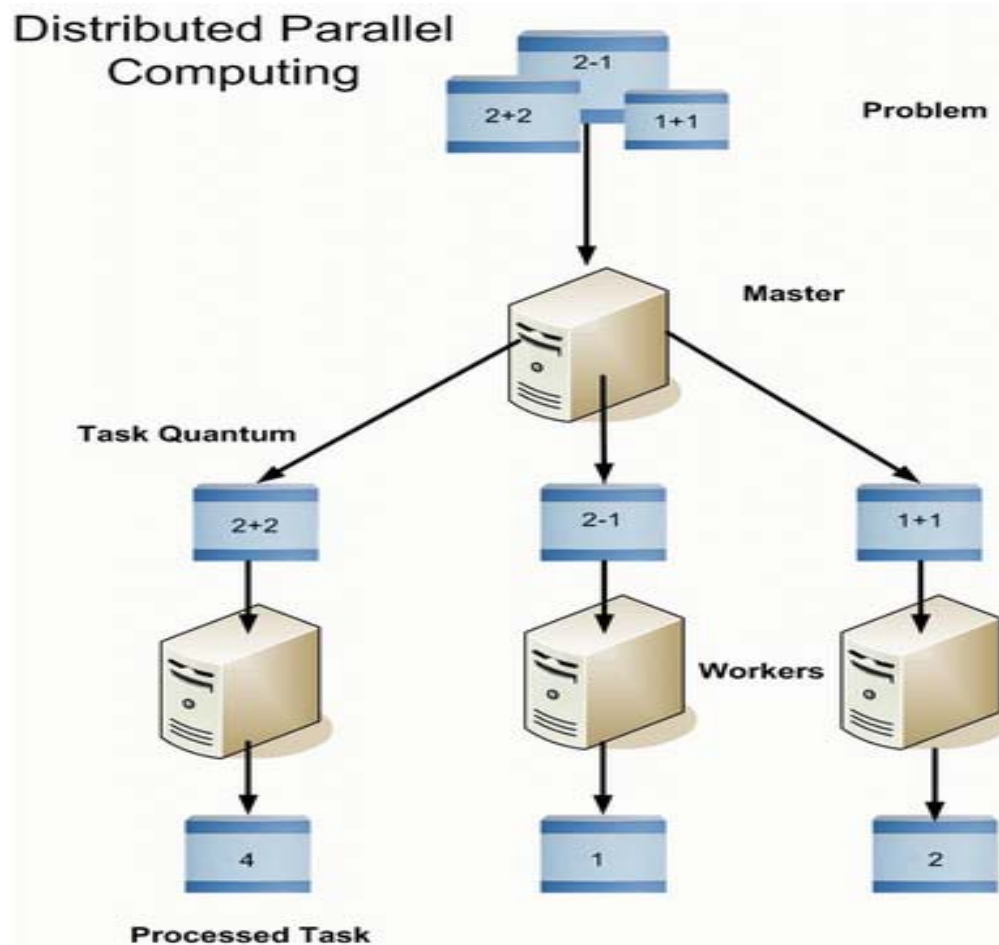 Distributed Parallel
Computing
2-1
2+2
1+1
Problem
Master
Task Quantum
2+2
2-1
1+1
Workers
4
1
2
Processed Task